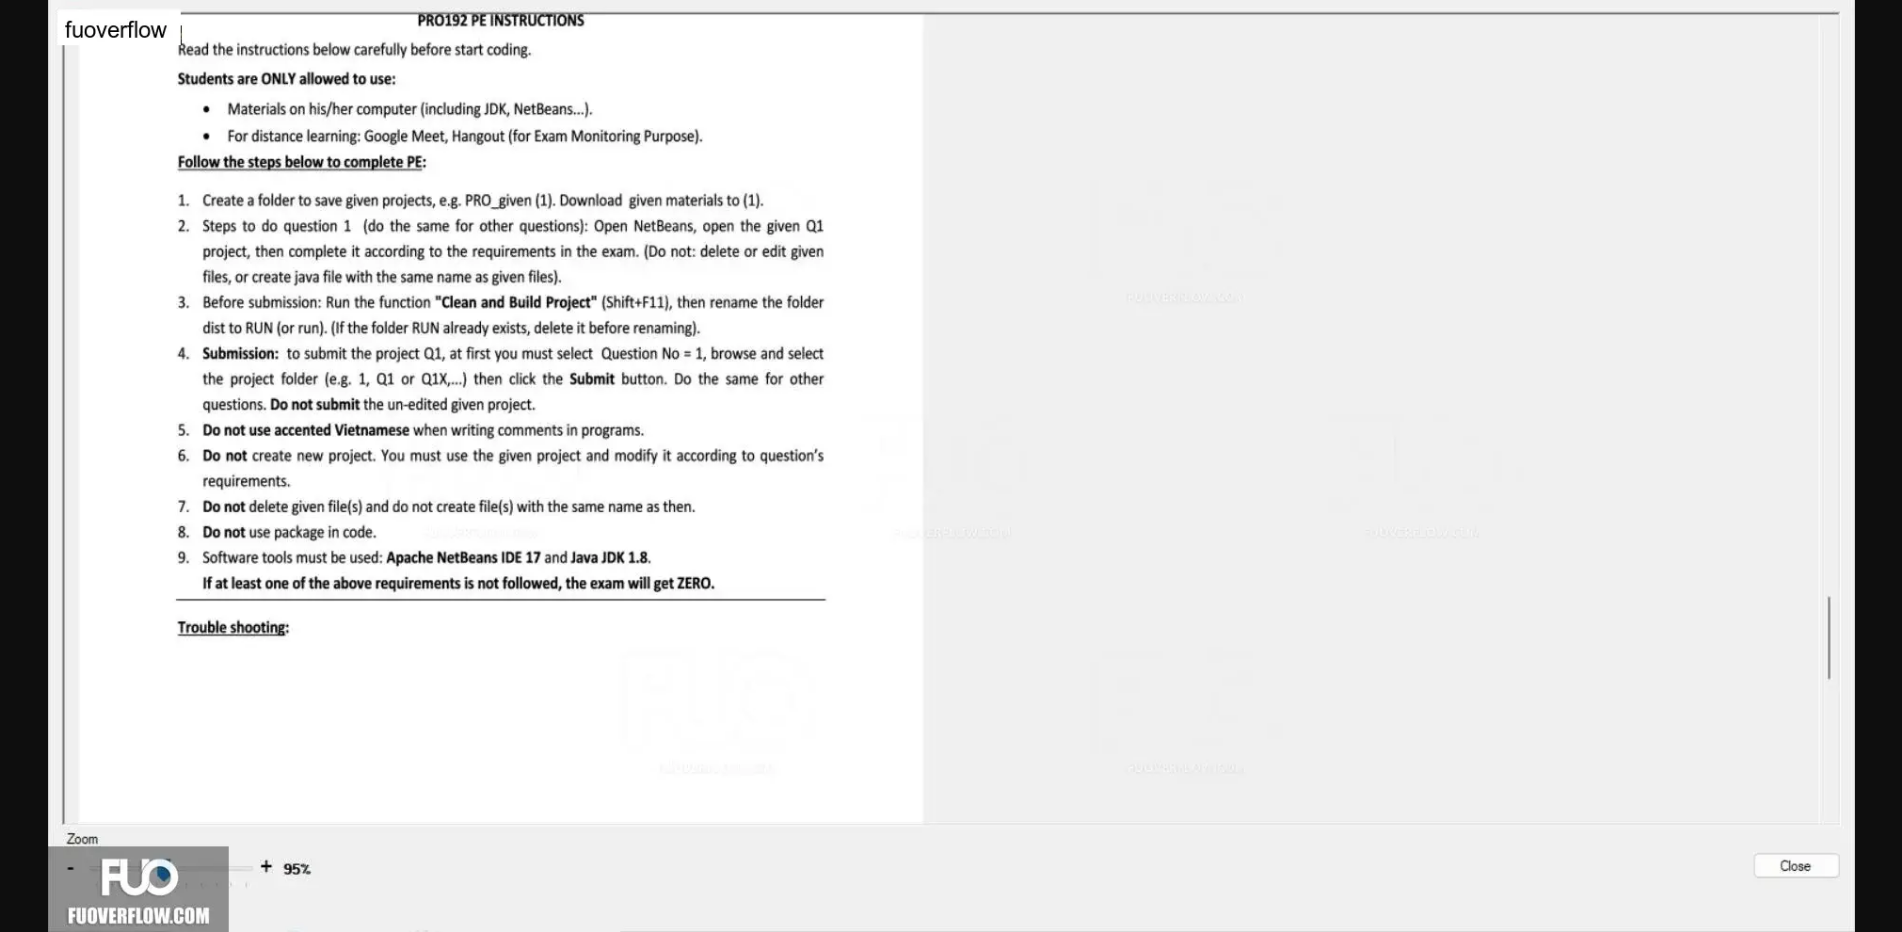 fuoverflow
PRO192 PE INSTRUCTIONS
Read the instructions below carefully before start coding.
Students are ONLY allowed to use:
• Materials on his/her computer (including JDK, NetBeans...).
• For distance learning: Google Meet, Hangout (for Exam Monitoring Purpose).
Follow the steps below to complete PE:
1. Create a folder to save given projects, e.g. PRO_given (1). Download given materials to (1).
2. Steps to do question 1 (do the same for other questions): Open NetBeans, open the given Q1
project, then complete it according to the requirements in the exam. (Do not: delete or edit given
files, or create java file with the same name as given files).
3. Before submission: Run the function "Clean and Build Project" (Shift+F11), then rename the folder
dist to RUN (or run). (If the folder RUN already exists, delete it before renaming).
4. Submission: to submit the project Q1, at first you must select Question No = 1, browse and select
the project folder (e.g. 1, Q1 or Q1X,...) then click the Submit button. Do the same for other
questions. Do not submit the un-edited given project.
5. Do not use accented Vietnamese when writing comments in programs.
6. Do not create new project. You must use the given project and modify it according to question's
requirements.
7. Do not delete given file(s) and do not create file(s) with the same name as then.
8. Do not use package in code.
9. Software tools must be used: Apache NetBeans IDE 17 and Java JDK 1.8.
If at least one of the above requirements is not followed, the exam will get ZERO.
Trouble shooting:
Zoom
- + 95%
Close
FUO
FUOVERFLOW.COM